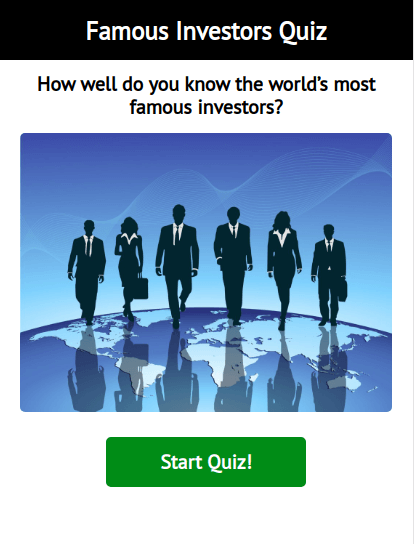 Famous Investors Quiz
How well do you know the world’s most
famous investors?
Start Quiz!